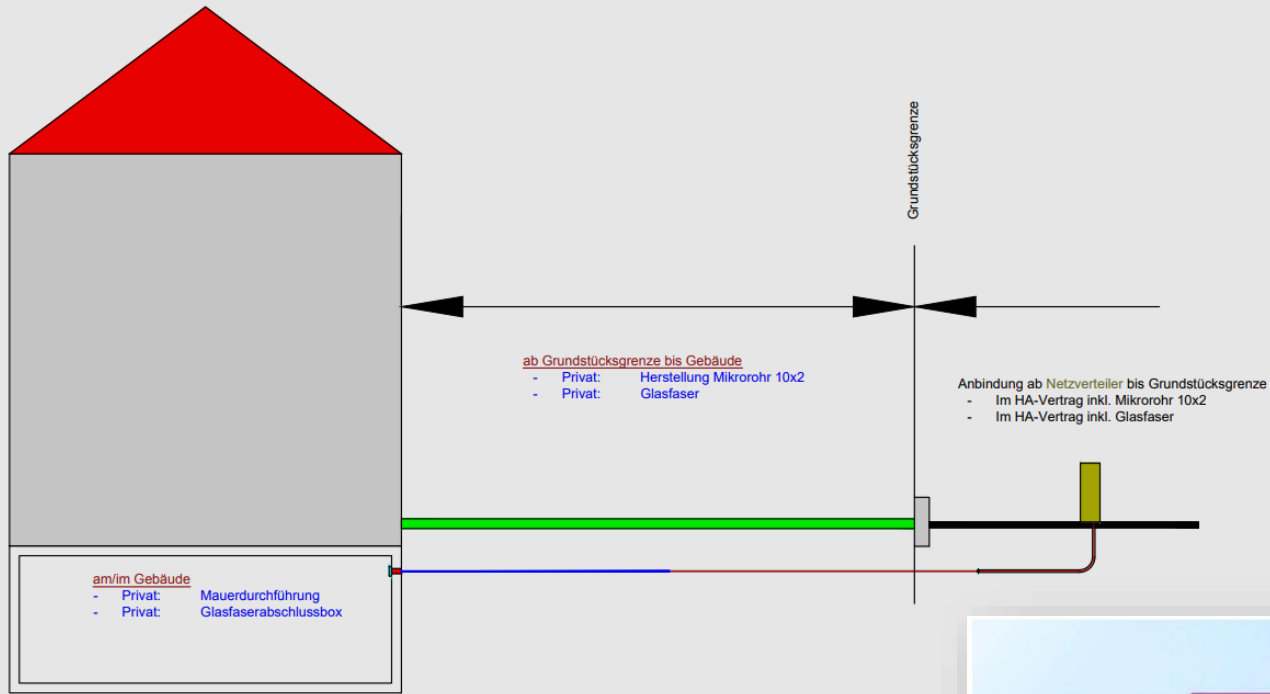 Grundstücksgrenze
ab Grundstücksgrenze bis Gebäude
- Privat: Herstellung Mikrorohr 10x2
- Privat: Glasfaser
Anbindung ab Netzverteiler bis Grundstücksgrenze
- Im HA-Vertrag inkl. Mikrorohr 10x2
- Im HA-Vertrag inkl. Glasfaser
am/im Gebäude
- Privat: Mauerdurchführung
- Privat: Glasfaserabschlussbox